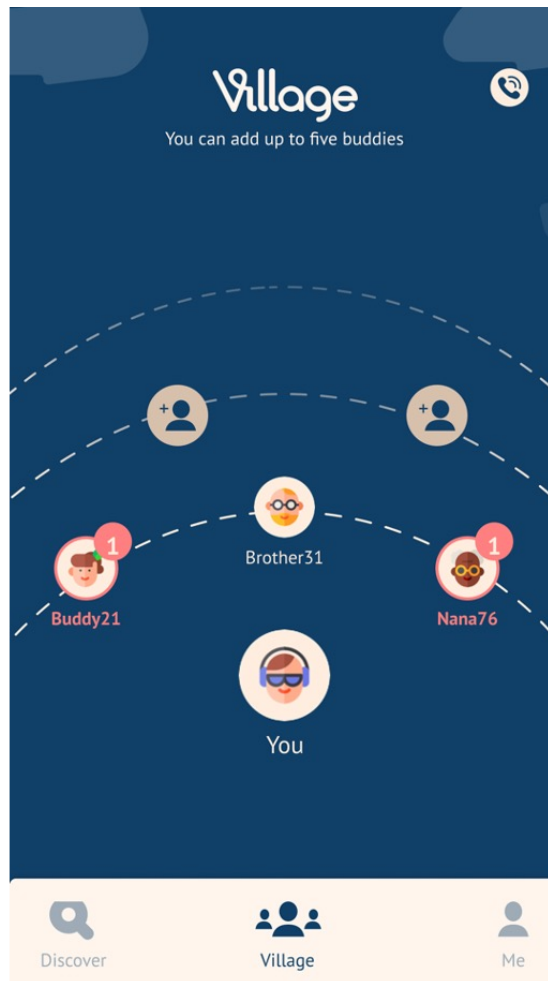 Village
You can add up to five buddies
+
+
Brother31
1
1
Buddy21
Nana76
You
Discover
Village
Me